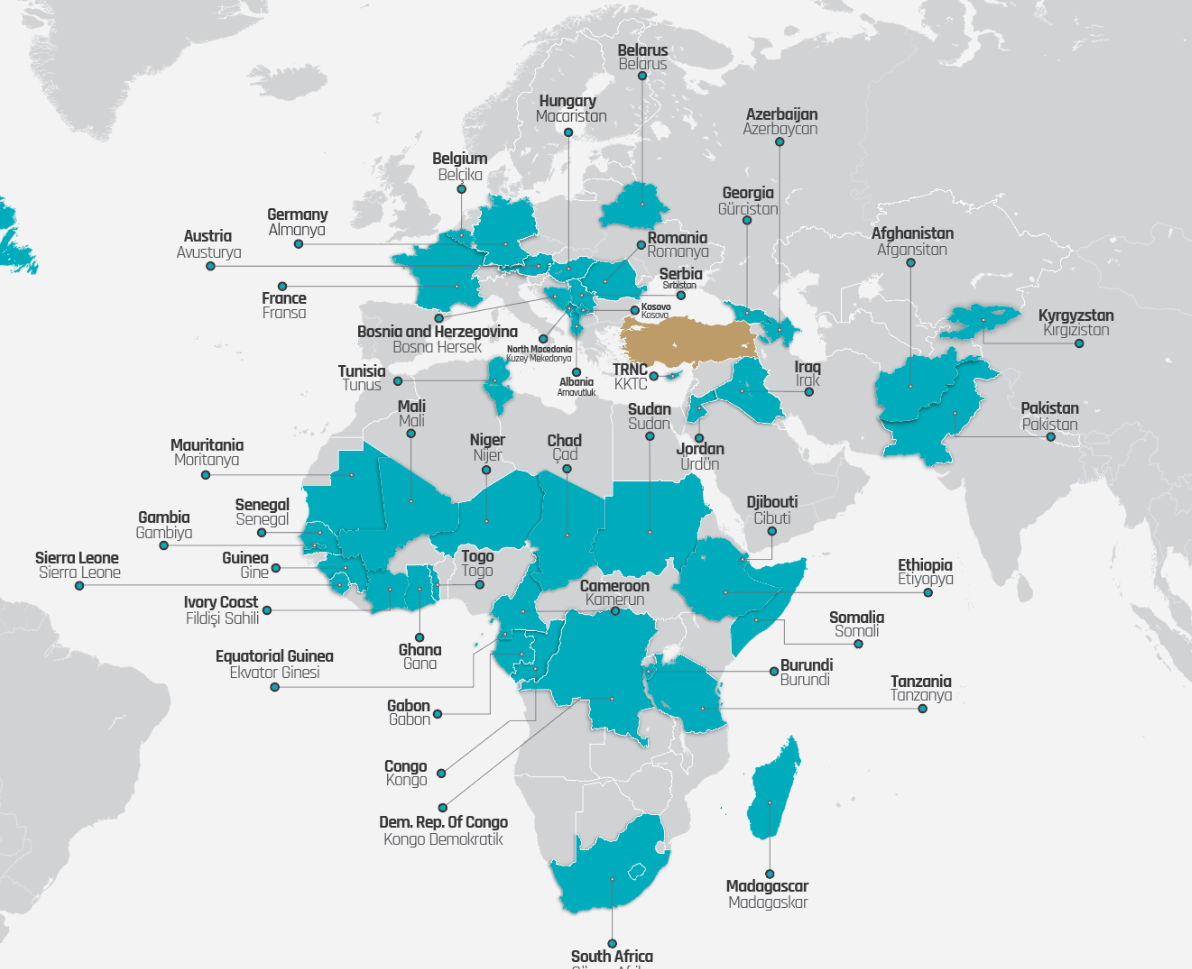 Belarus
Belarus
Hungary
Macaristan
Azerbaijan
Azerbaycan
Belgium
Belçika
Georgia
Gürcistan
Germany
Almanya
Austria
Avusturya
Romania
Romanya
Afghanistan
Afgansitan
Serbia
Sırbistan
France
Fransa
Kosovo
Kosova
Kyrgyzstan
Kırgızistan
Bosnia and Herzegovina
Bosna Hersek
North Macedonia
Kuzey Makedonya
Tunisia
Tunus
TRNC
KKTC
Iraq
Irak
Albania
Arnavutluk
Mali
Mali
Sudan
Sudan
Pakistan
Pakistan
Mauritania
Moritanya
Niger
Nijer
Chad
Çad
Jordan
Ürdün
Senegal
Senegal
Djibouti
Cibuti
Gambia
Gambiya
Sierra Leone
Sierra Leone
Guinea
Gine
Togo
Togo
Ethiopia
Etiyopya
Cameroon
Kamerun
Ivory Coast
Fildişi Sahili
Somalia
Somali
Ghana
Gana
Equatorial Guinea
Ekvator Ginesi
Burundi
Burundi
Tanzania
Tanzanya
Gabon
Gabon
Congo
Kongo
Dem. Rep. Of Congo
Kongo Demokratik
Madagascar
Madagaskar
South Africa